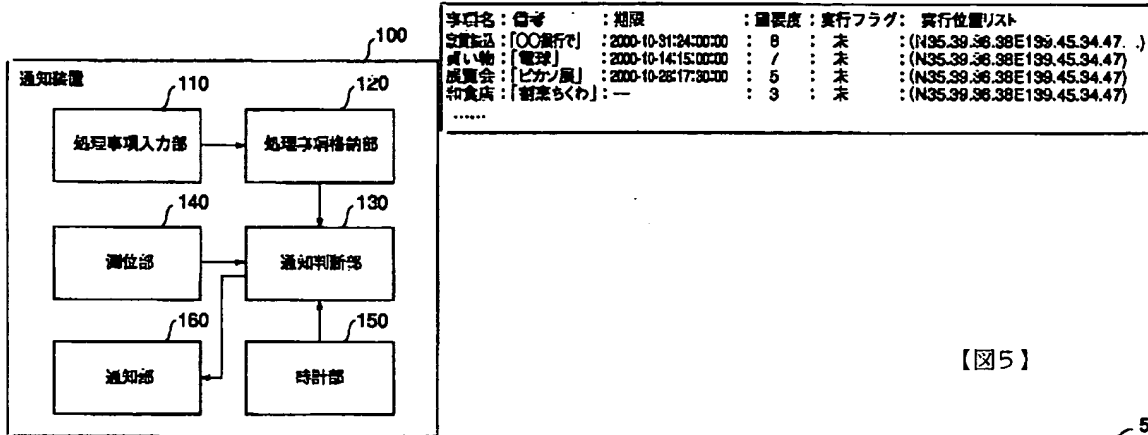 100
通知装置
110
処理事項入力部
120
処理事項格納部
140
測位部
130
通知判断部
160
通知部
150
時計部
事項名:備考 :期限 :重要度:実行フラグ: 実行位置リスト
家賃振込:「〇〇銀行で」:2000-10-31:24:00:00 : 8 : 未 :(N35.39.36.38E139.45.34.47. .)
買い物:「電球」 :2000-10-14:15:00:00 : 7 : 未 :(N35.39.36.38E139.45.34.47)
展覧会:「ピカソ展」:2000-10-28:17:30:00 : 5 : 未 :(N35.39.36.38E139.45.34.47)
和食店:「割烹ちくわ」:— : 3 : 未 :(N35.39.36.38E139.45.34.47)
……
【図5】
5